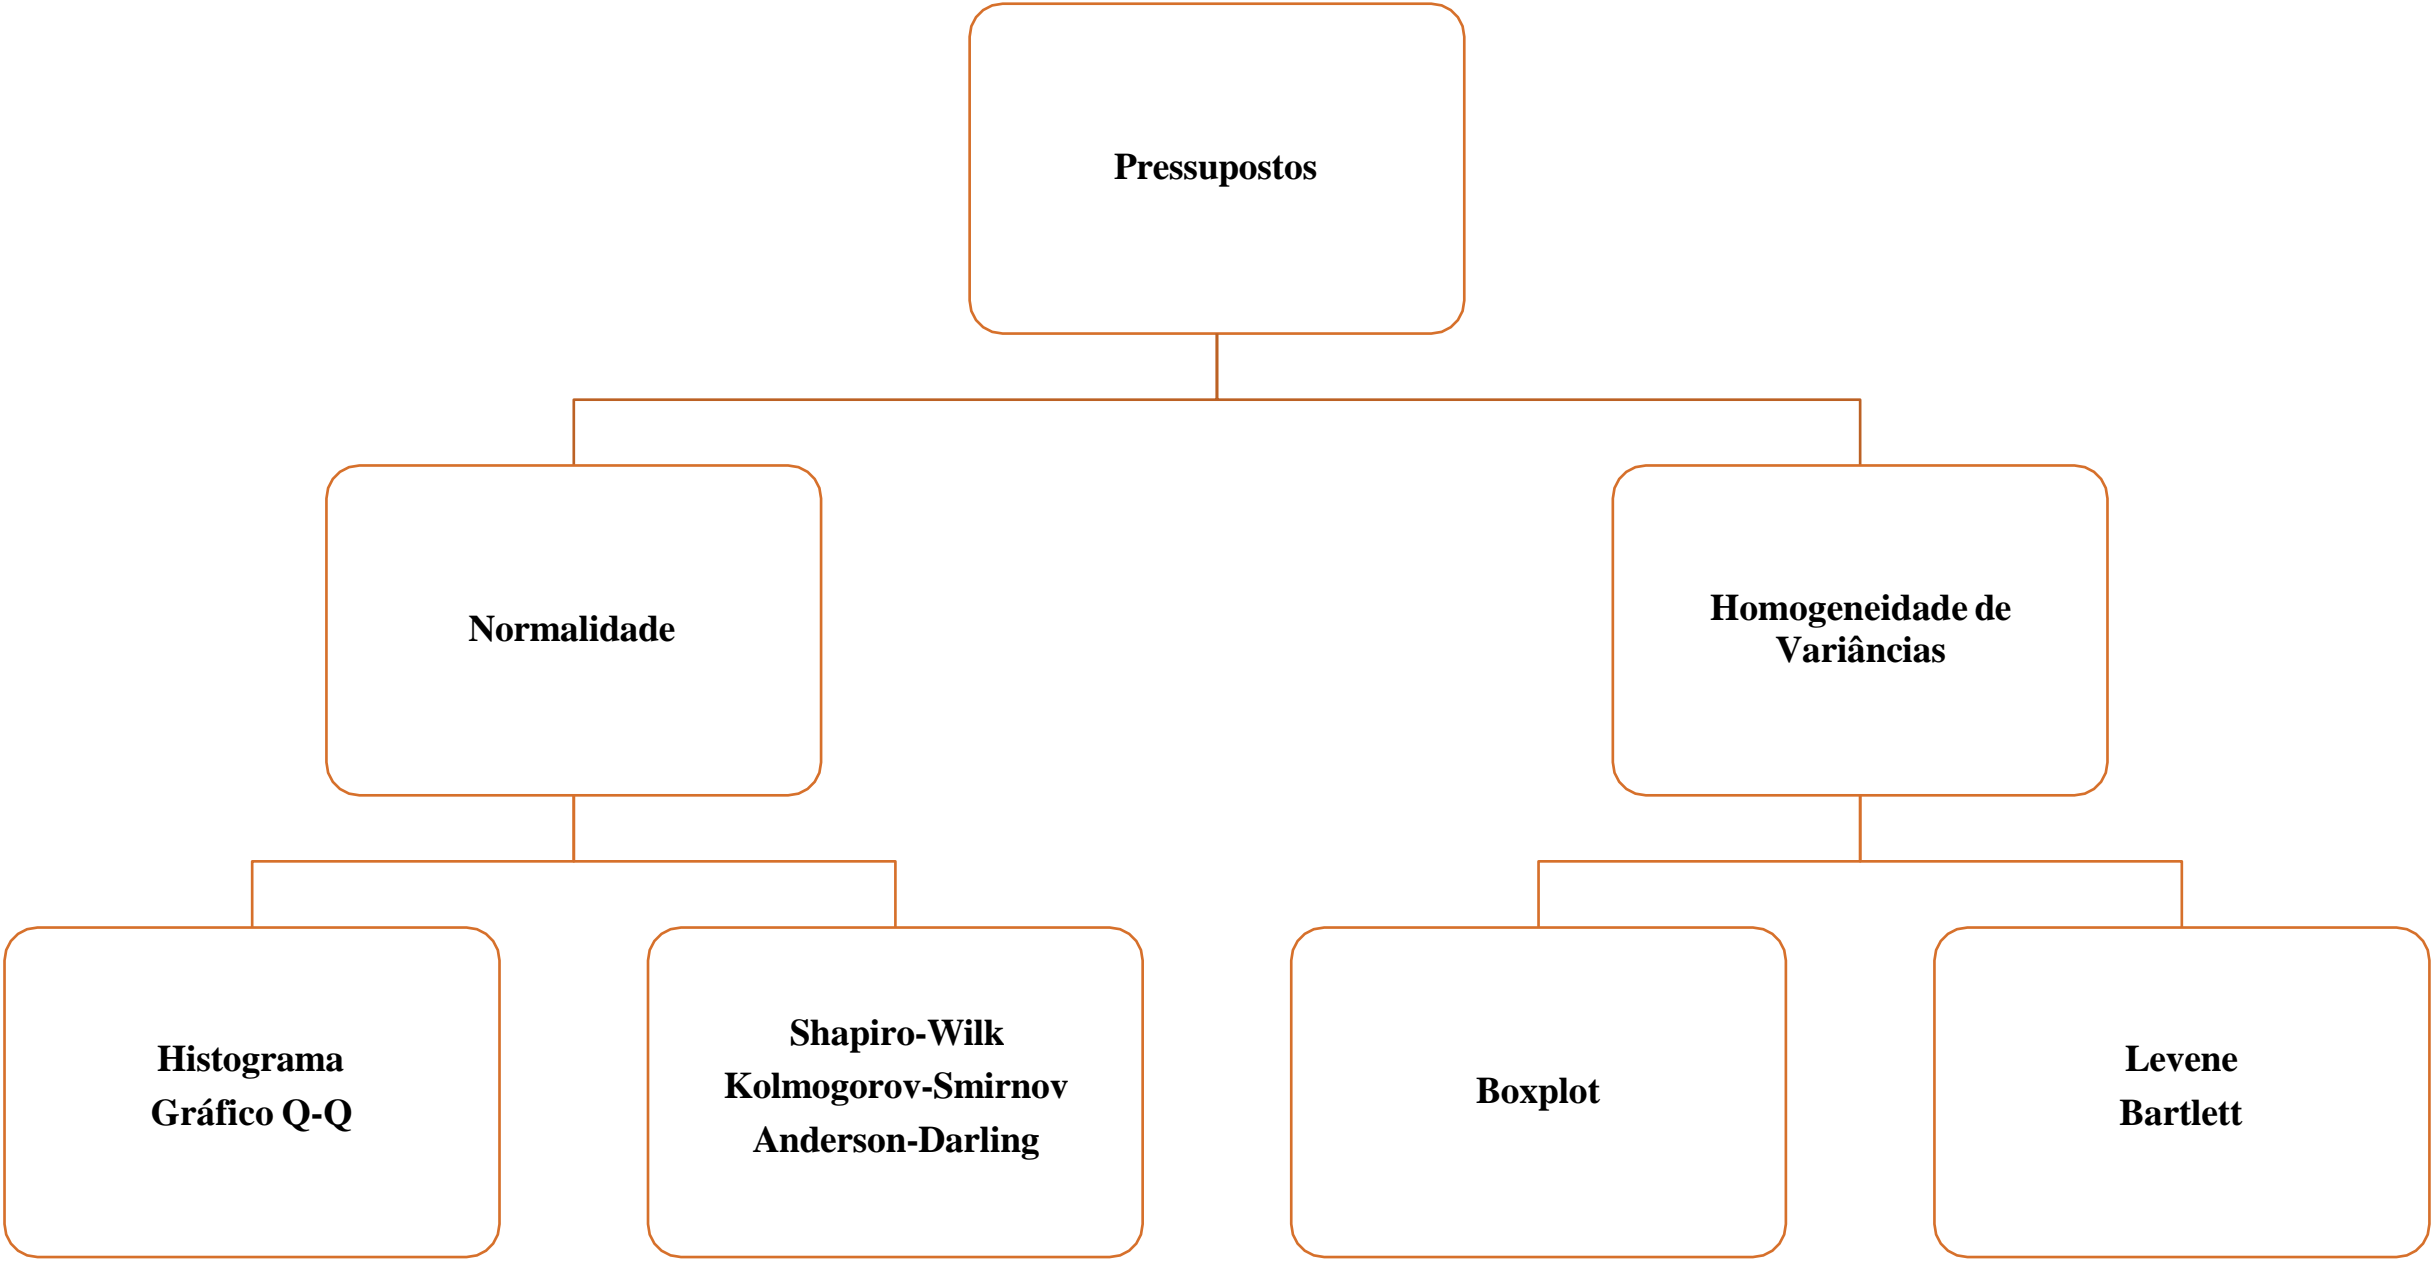 Pressupostos
Normalidade
Homogeneidade de
Variâncias
Histograma
Gráfico Q-Q
Shapiro-Wilk
Kolmogorov-Smirnov
Anderson-Darling
Boxplot
Levene
Bartlett